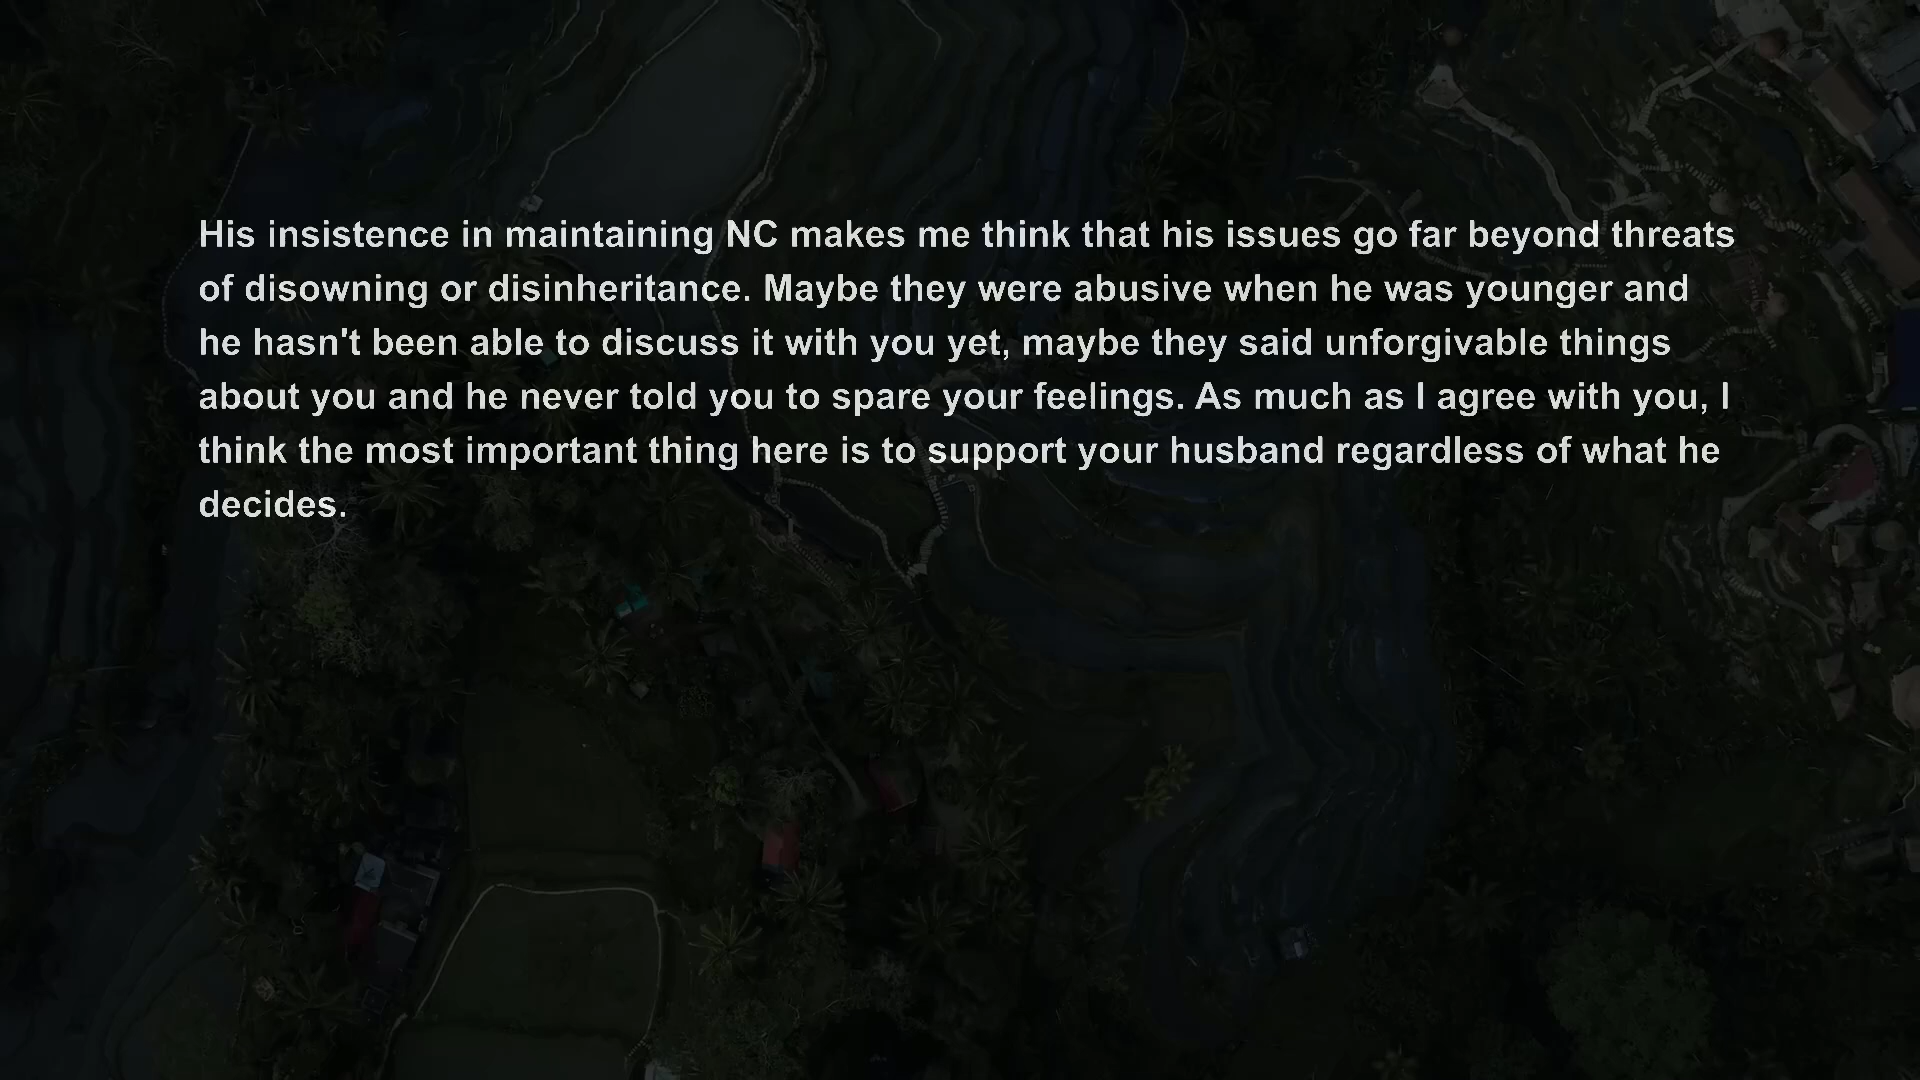 His insistence in maintaining NC makes me think that his issues go far beyond threats
of disowning or disinheritance. Maybe they were abusive when he was younger and
he hasn't been able to discuss it with you yet, maybe they said unforgivable things
about you and he never told you to spare your feelings. As much as I agree with you, I
think the most important thing here is to support your husband regardless of what he
decides.